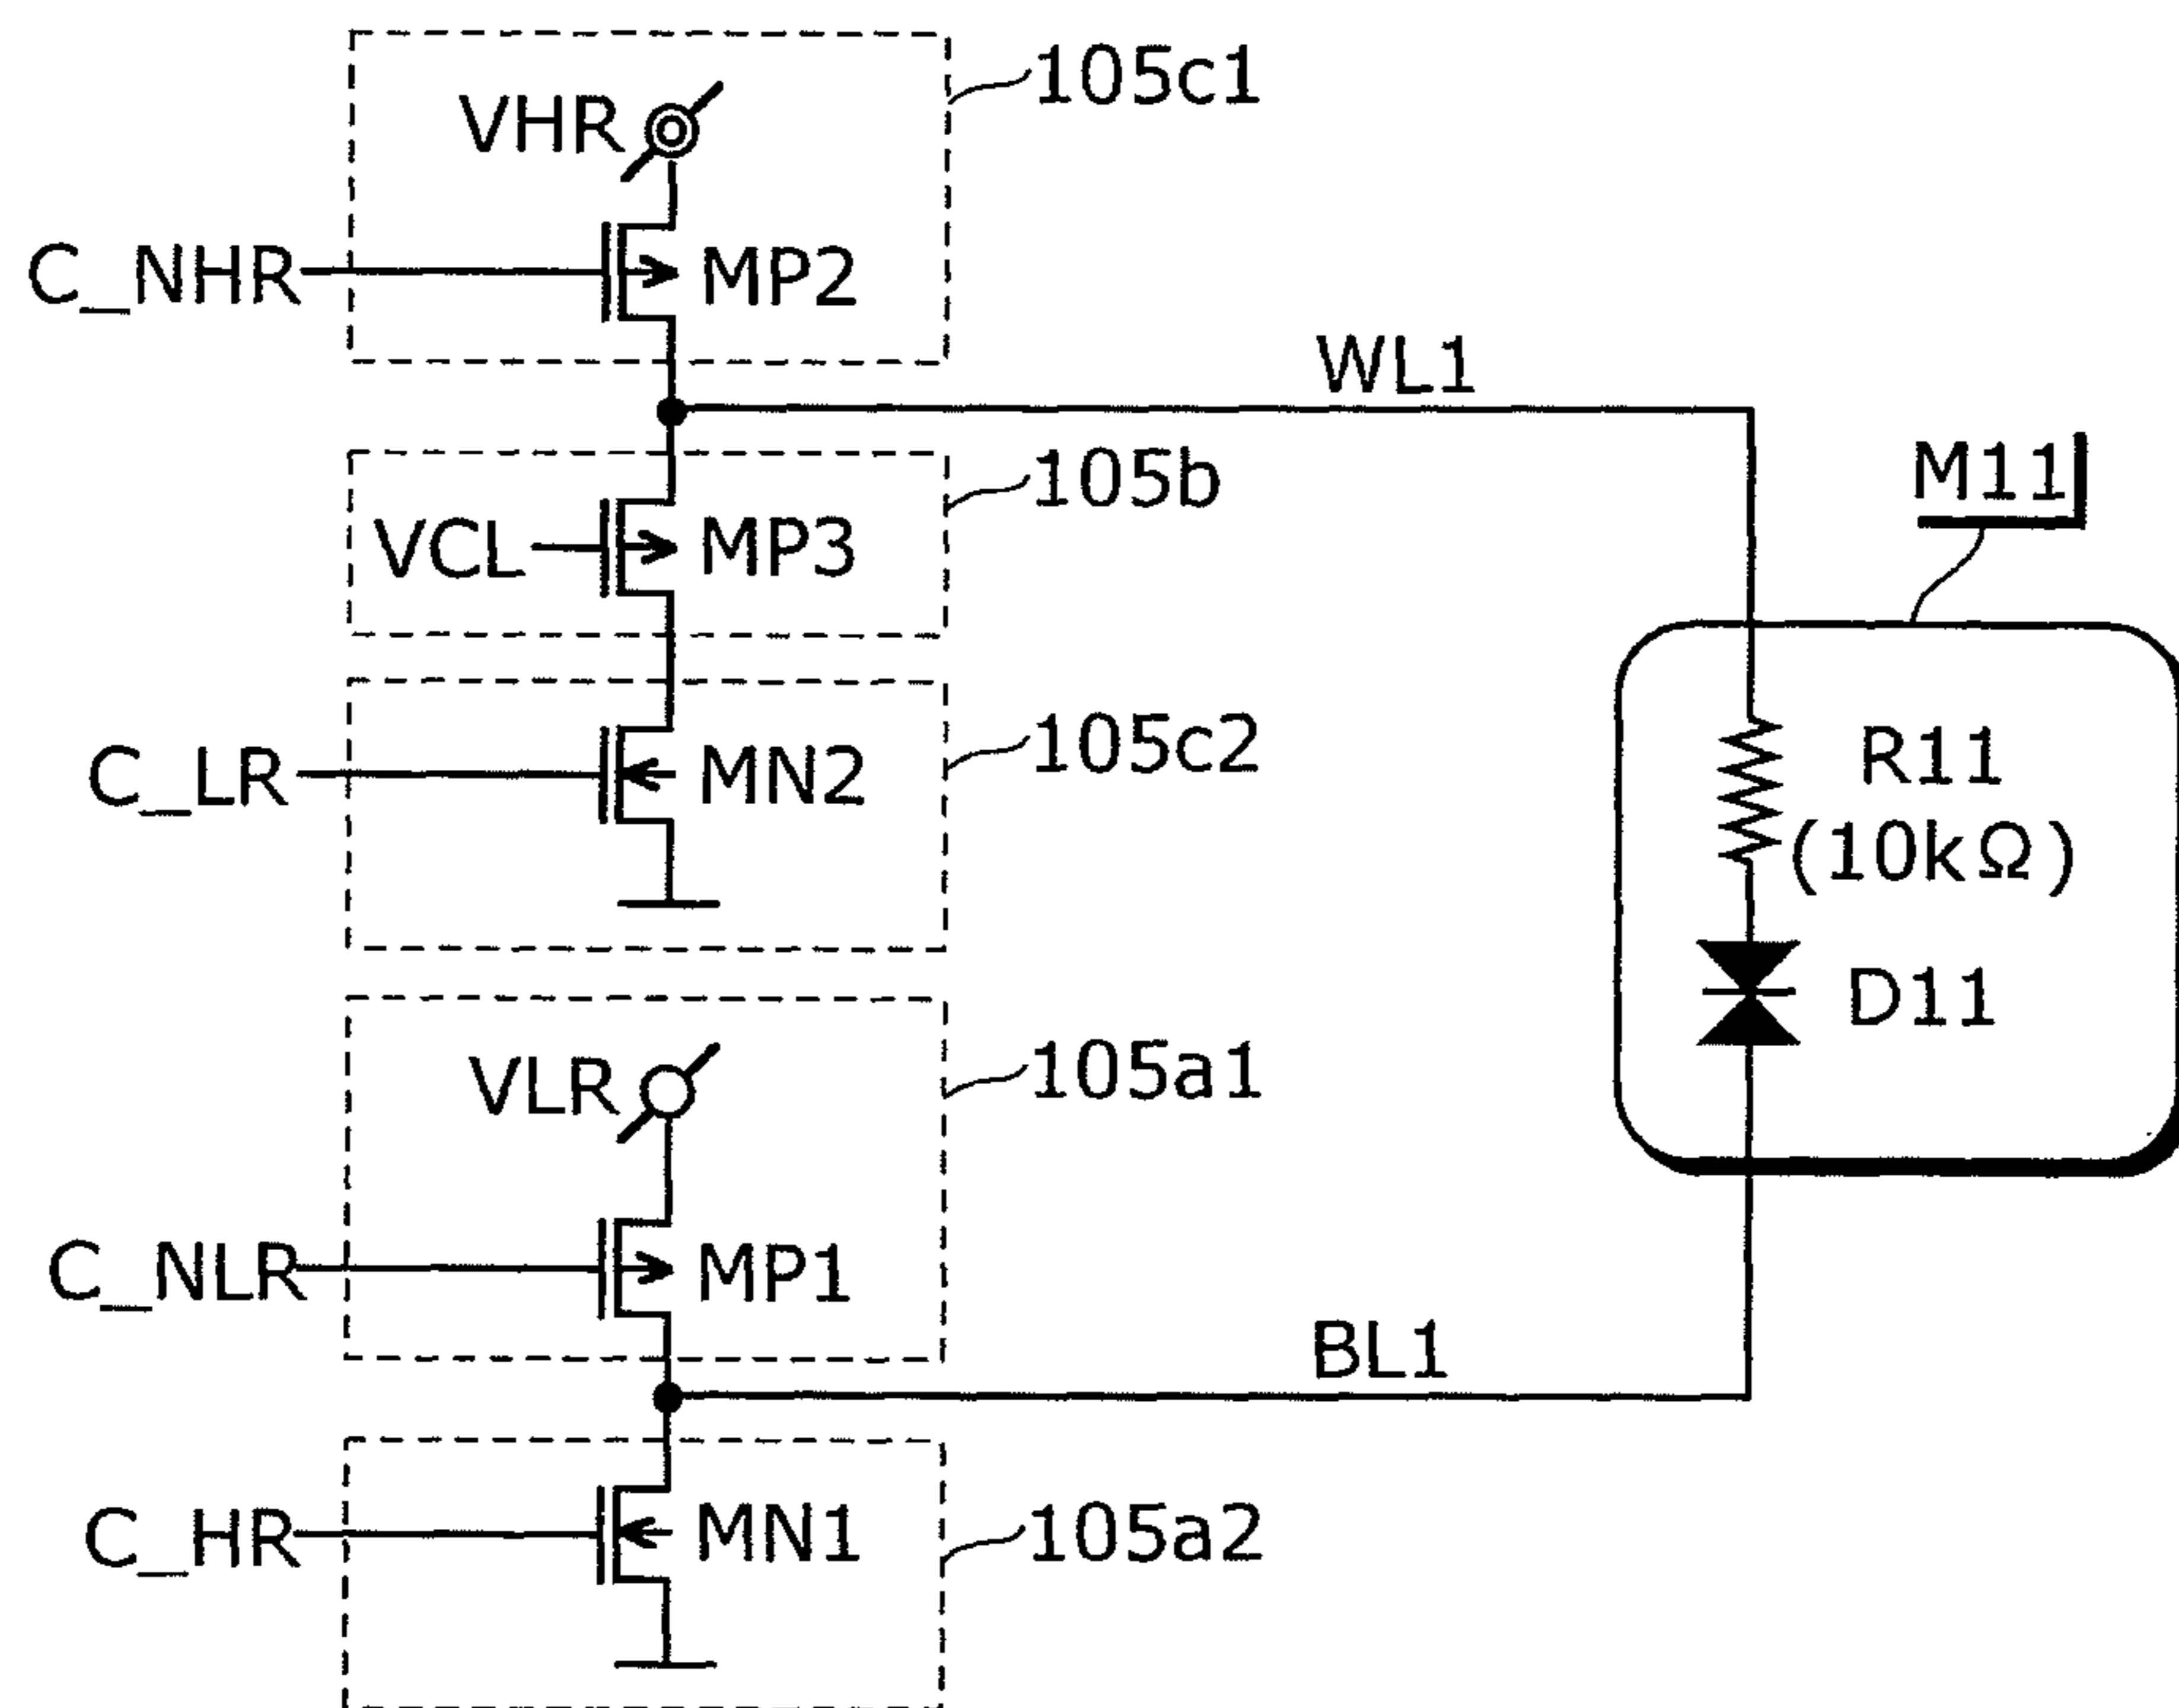 105c1
VHR
C_NHR
MP2
WL1
105b
M11
VCL
MP3
105c2
C_LR
MN2
R11
(10kΩ)
D11
105a1
VLR
C_NLR
MP1
BL1
105a2
C_HR
MN1